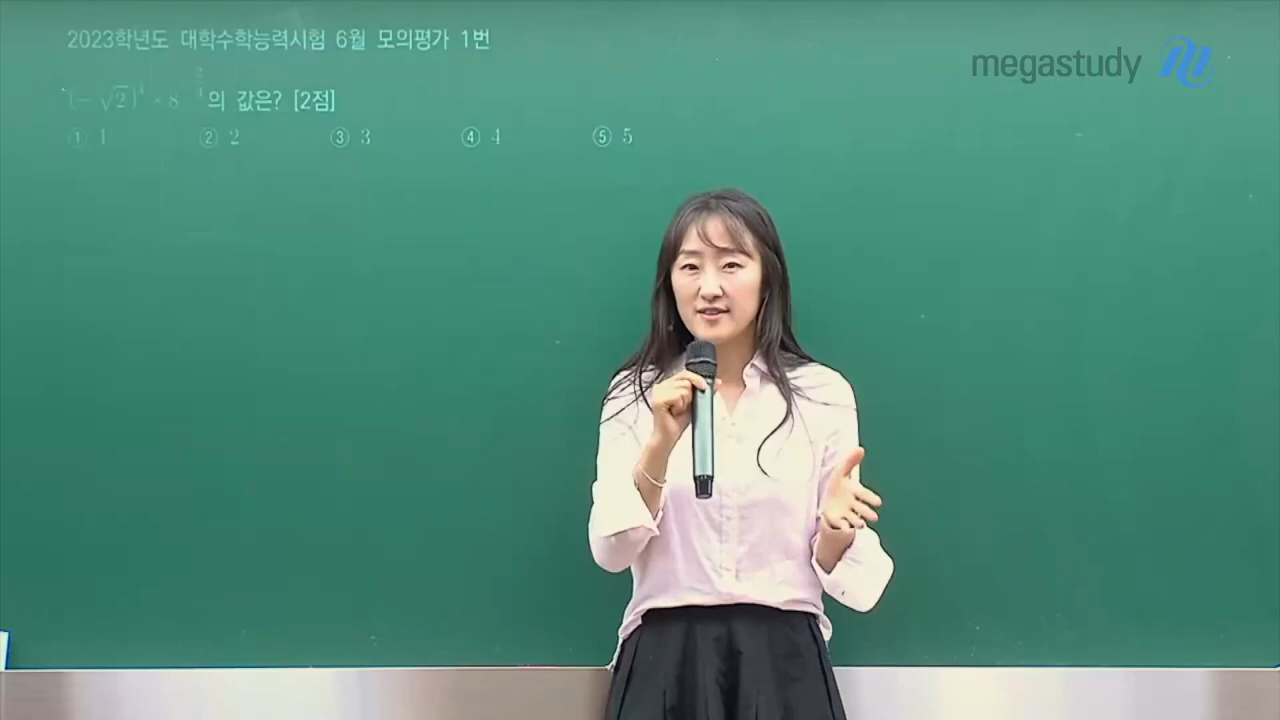 2023학년도 대학수학능력시험 6월 모의평가 1번
megastudy
(-√2)⁴ × 8 의 값은? [2점]
① 1 ② 2 ③ 3 ④ 4 ⑤ 5